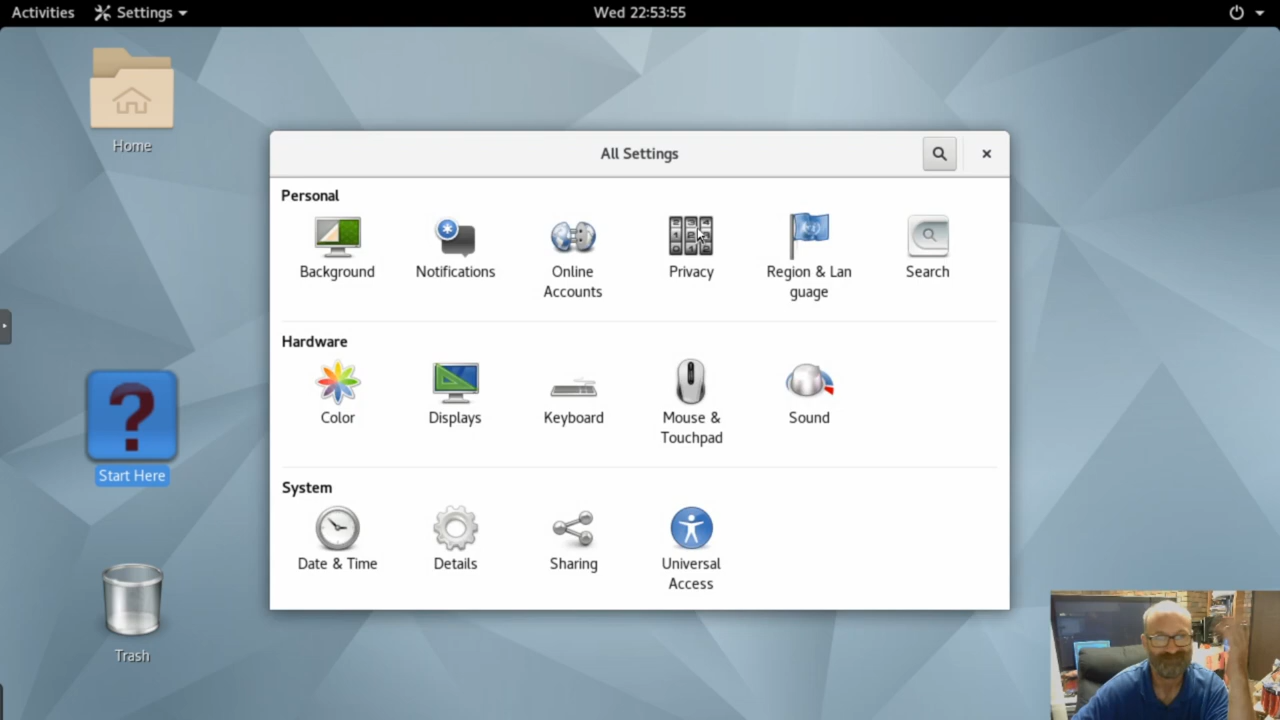 Activities
Settings
Wed 22:53:55
Home
All Settings
Personal
Background
Notifications
Online
Accounts
Privacy
Region & Lan
guage
Search
Hardware
Color
Displays
Keyboard
Mouse &
Touchpad
Sound
?
Start Here
System
Date & Time
Details
Sharing
Universal
Access
Trash